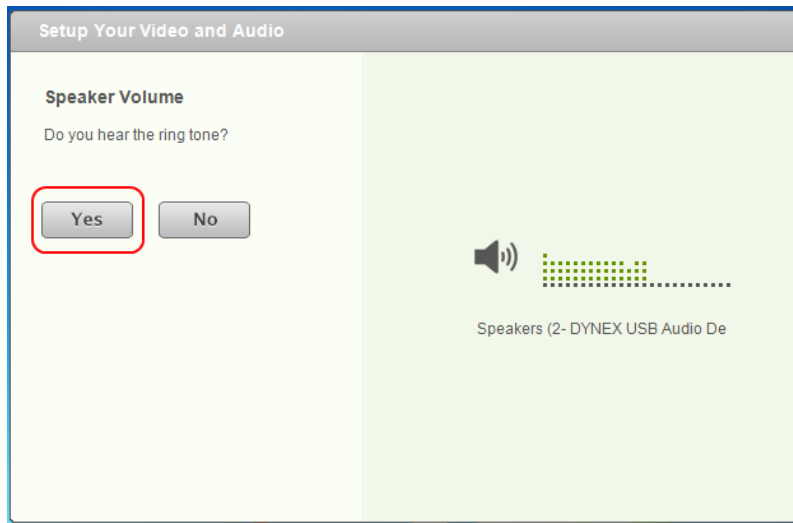 Setup Your Video and Audio
Speaker Volume
Do you hear the ring tone?
Yes No
Speakers (2- DYNEX USB Audio De